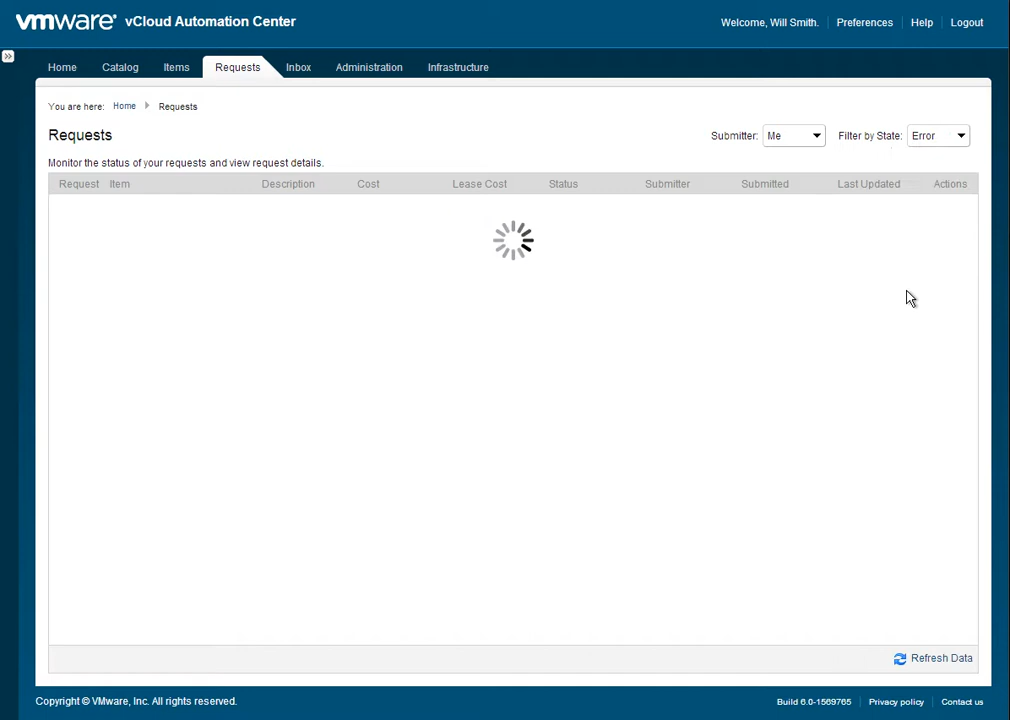 vmware® vCloud Automation Center
Welcome, Will Smith. Preferences Help Logout
Home Catalog Items Requests Inbox Administration Infrastructure
You are here: Home Requests
Requests
Submitter: Me Filter by State: Error
Monitor the status of your requests and view request details.
Request Item Description Cost Lease Cost Status Submitter Submitted Last Updated Actions
Refresh Data
Copyright © VMware, Inc. All rights reserved.
Build 6.0-1569765 Privacy policy Contact us